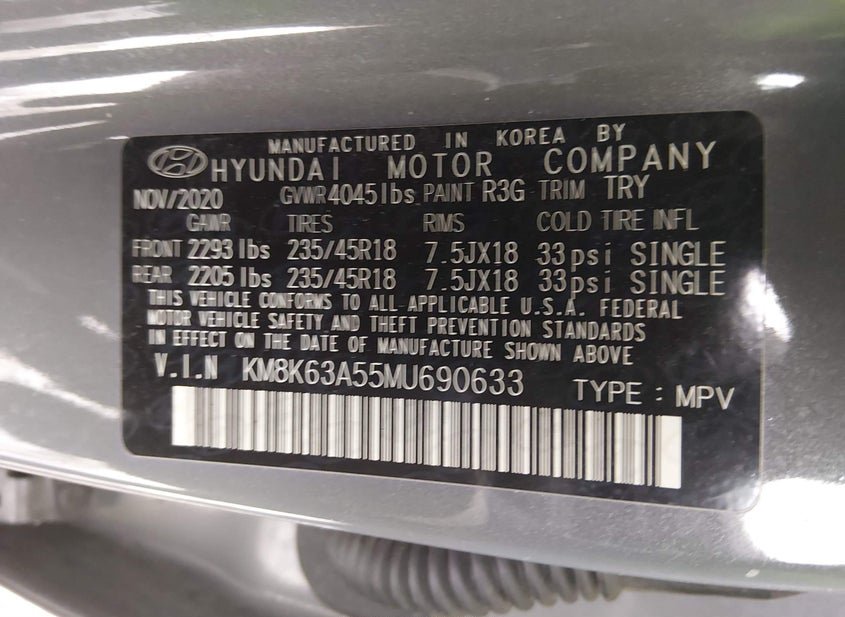 MANUFACTURED IN KOREA BY
HYUNDAI MOTOR COMPANY
NOV/2020 GVWR 4045 lbs PAINT R3G TRIM TRY
GAWR TIRES RIMS COLD TIRE INFL
FRONT 2293 lbs 235/45R18 7.5JX18 33psi SINGLE
REAR 2205 lbs 235/45R18 7.5JX18 33psi SINGLE
THIS VEHICLE CONFORMS TO ALL APPLICABLE U.S.A. FEDERAL
MOTOR VEHICLE SAFETY AND THEFT PREVENTION STANDARDS
IN EFFECT ON THE DATE OF MANUFACTURE SHOWN ABOVE
V.I.N KM8K63A55MU690633 TYPE : MPV